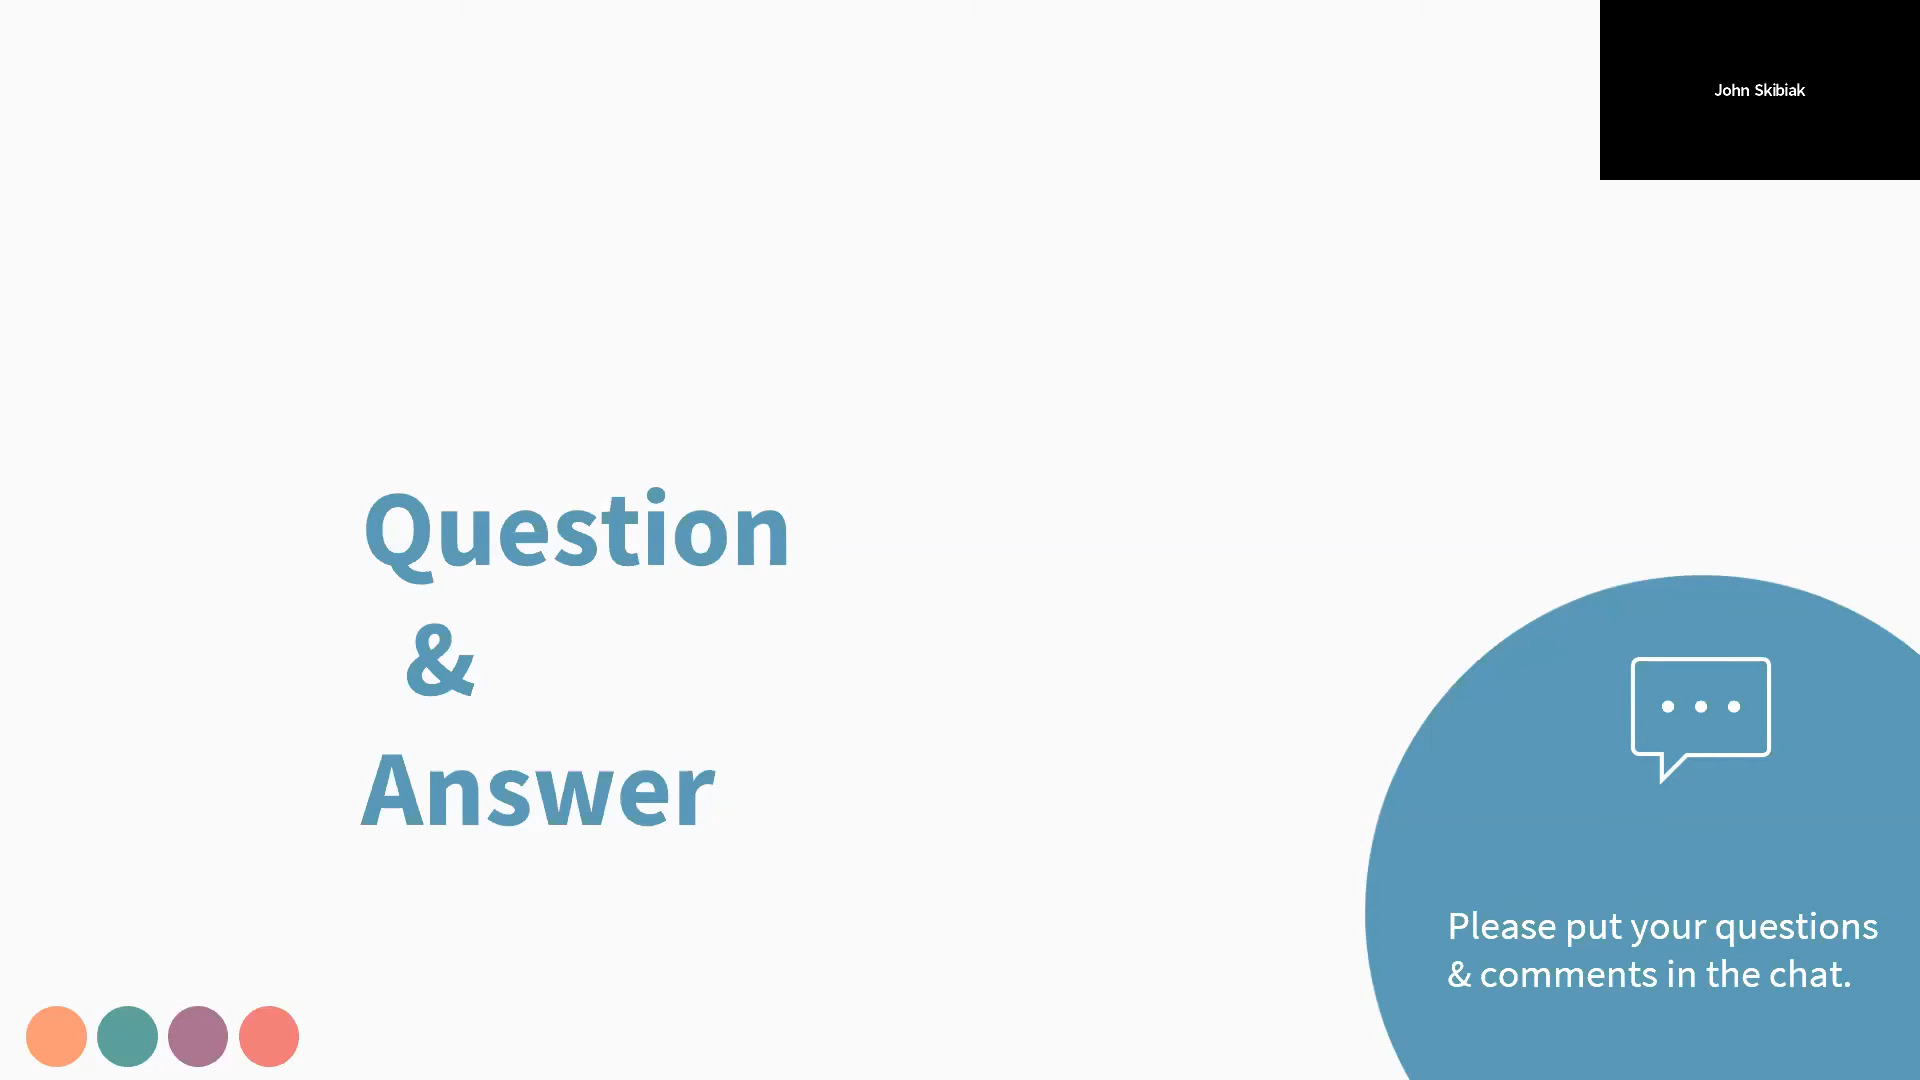 John Skibiak
Question
&
Answer
Please put your questions
& comments in the chat.